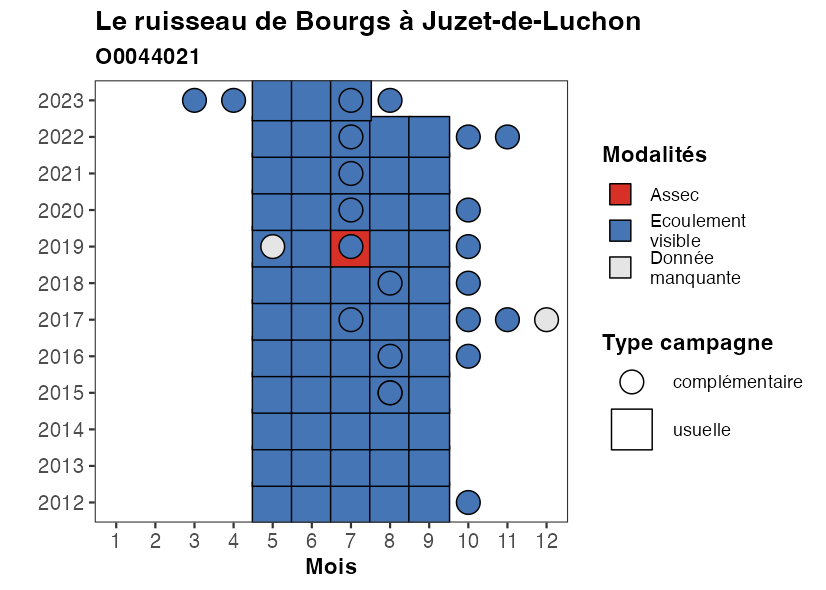 Le ruisseau de Bourgs à Juzet-de-Luchon
O0044021
2023
2022
2021
2020
2019
2018
2017
2016
2015
2014
2013
2012
1 2 3 4 5 6 7 8 9 10 11 12
Mois
Modalités
Assec
Ecoulement
visible
Donnée
manquante
Type campagne
complémentaire
usuelle